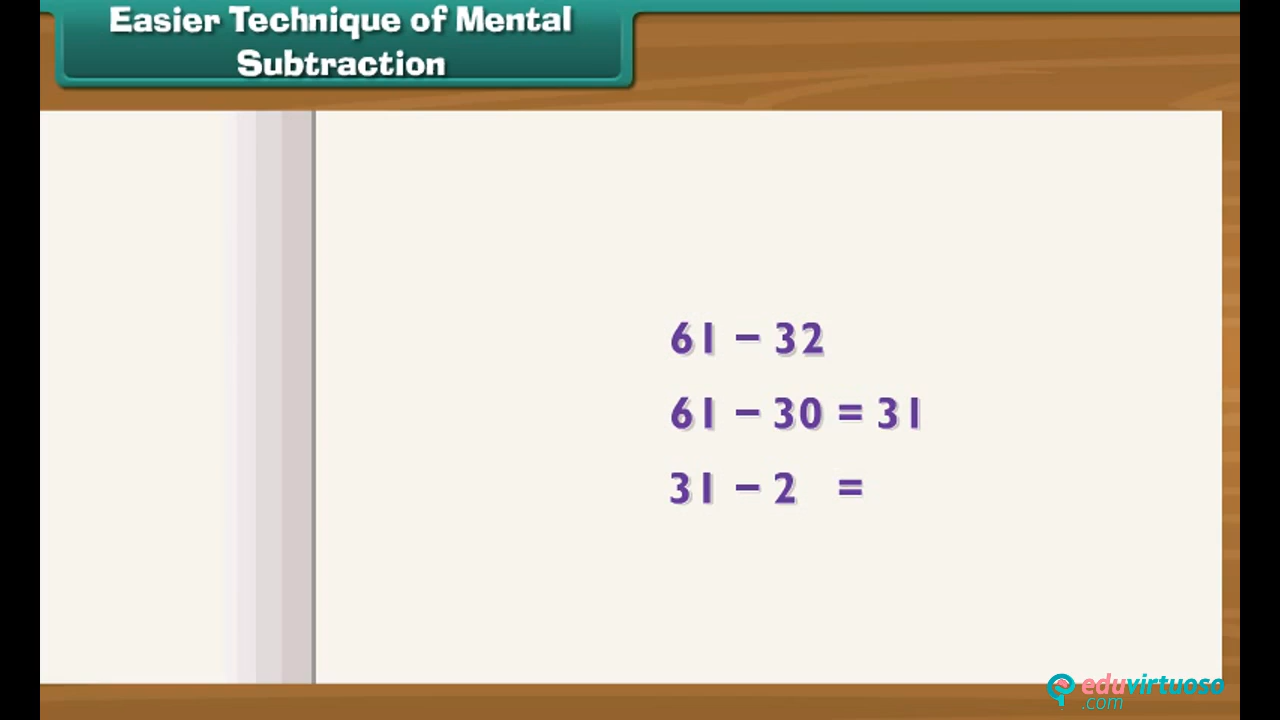 Easier Technique of Mental
Subtraction
61 – 32
61 – 30 = 31
31 – 2 =
eduvirtuoso
.com